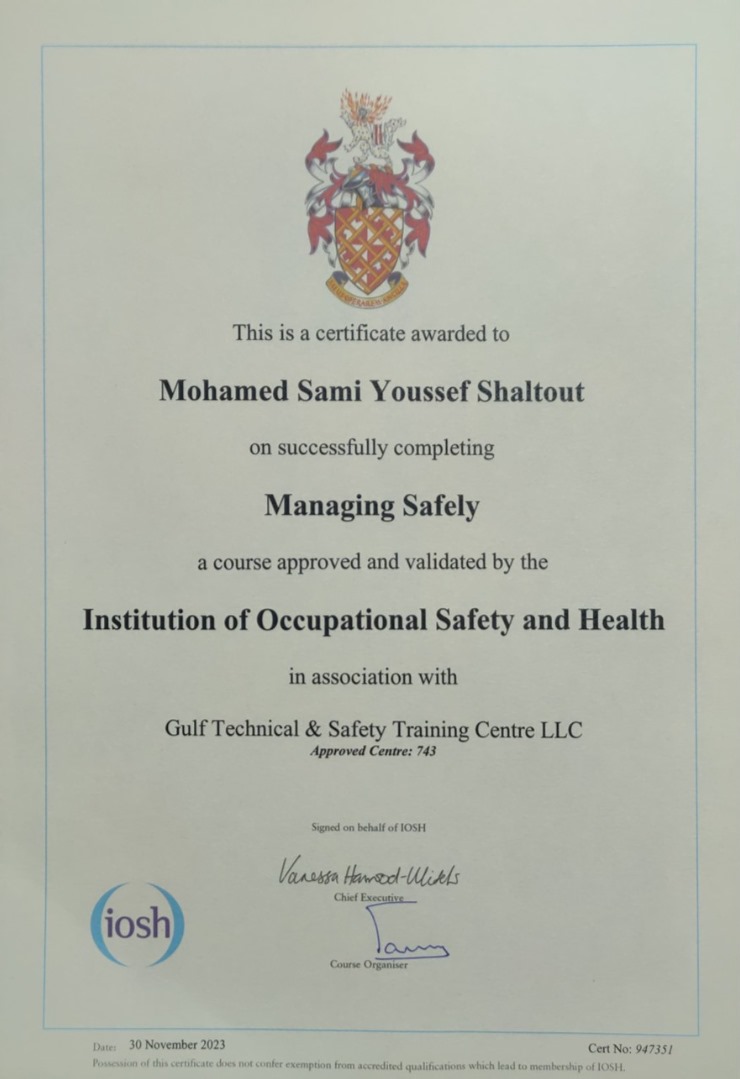 This is a certificate awarded to
Mohamed Sami Youssef Shaltout
on successfully completing
Managing Safely
a course approved and validated by the
Institution of Occupational Safety and Health
in association with
Gulf Technical & Safety Training Centre LLC
Approved Centre: 743
Signed on behalf of IOSH
Vanessa
Chief Executive
Course Organiser
iosh
Date: 30 November 2023
Cert No: 947351
Possession of this certificate does not confer exemption from accredited qualifications which lead to membership of IOSH.